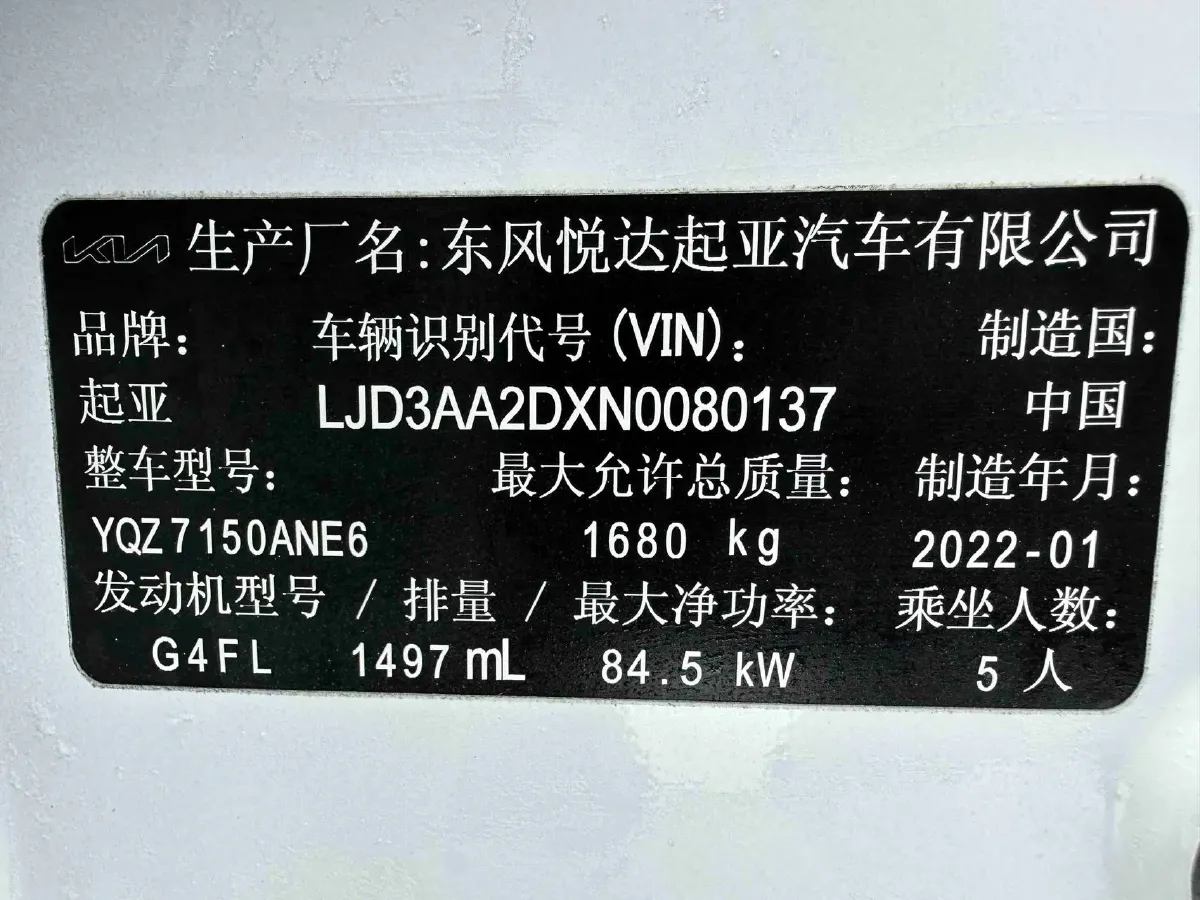 KIA 生产厂名:东风悦达起亚汽车有限公司
品牌: 车辆识别代号(VIN): 制造国:
起亚 LJD3AA2DXN0080137 中国
整车型号: 最大允许总质量: 制造年月:
YQZ7150ANE6 1680 kg 2022-01
发动机型号 / 排量 / 最大净功率: 乘坐人数:
G4FL 1497 mL 84.5 kW 5 人